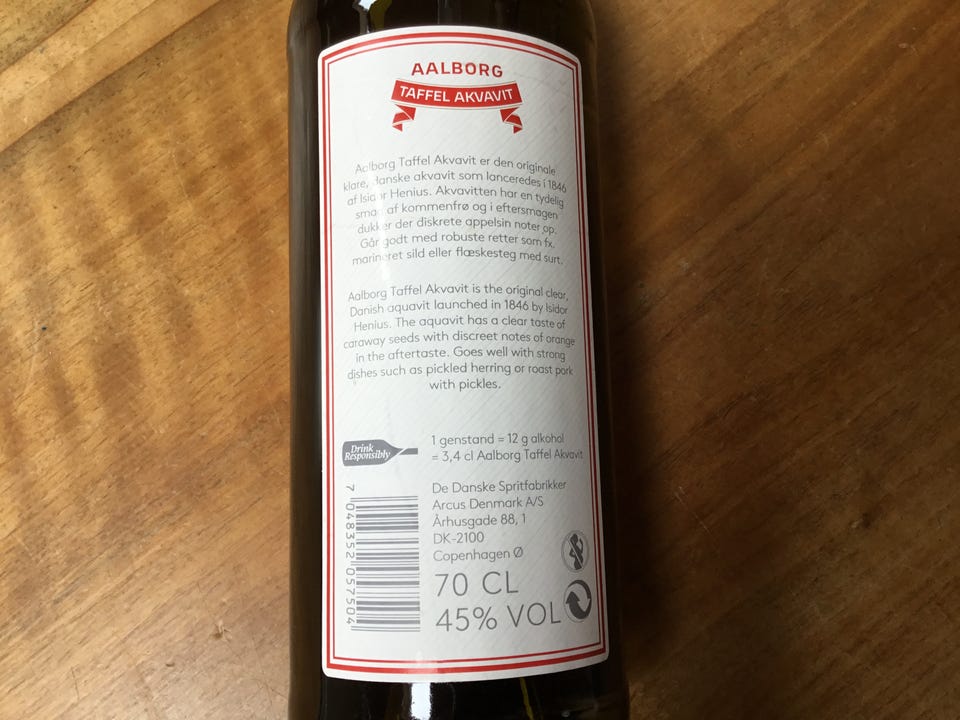 AALBORG
TAFFEL AKVAVIT
Aalborg Taffel Akvavit er den originale
klare, danske akvavit som lanceredes i 1846
af Isidor Henius. Akvavitten har en tydelig
smag af kommenfrø og i eftersmagen
dukker der diskrete appelsin noter op.
Går godt med robuste retter som fx.
marineret sild eller flæskesteg med surt.
Aalborg Taffel Akvavit is the original clear,
Danish aquavit launched in 1846 by Isidor
Henius. The aquavit has a clear taste of
caraway seeds with discreet notes of orange
in the aftertaste. Goes well with strong
dishes such as pickled herring or roast pork
with pickles.
Drink
Responsibly
1 genstand = 12 g alkohol
= 3,4 cl Aalborg Taffel Akvavit
De Danske Spritfabrikker
Arcus Denmark A/S
Århusgade 88, 1
DK-2100
Copenhagen Ø
70 CL
45% VOL
7 048352 057504